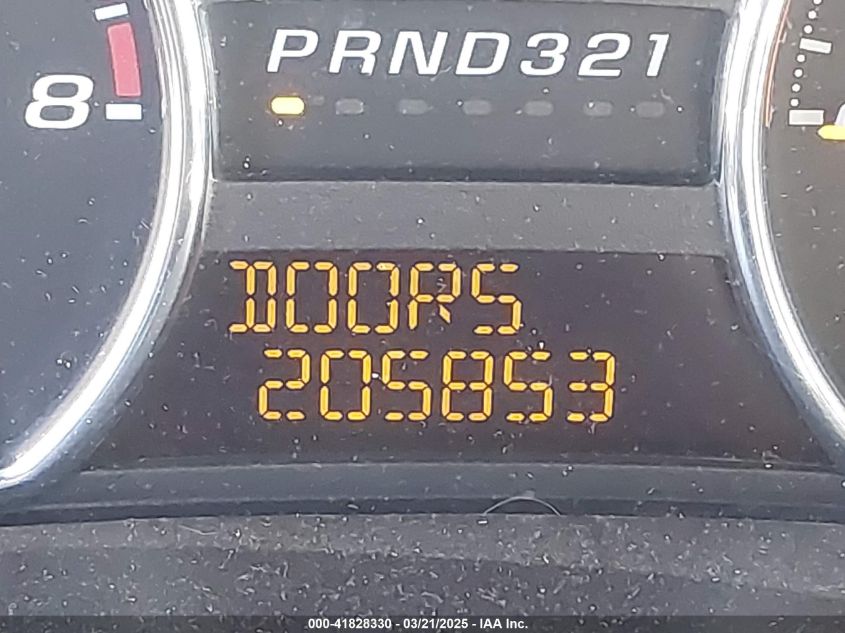 PRND321
8
DOORS
205853
000-41828330 - 03/21/2025 - IAA Inc.